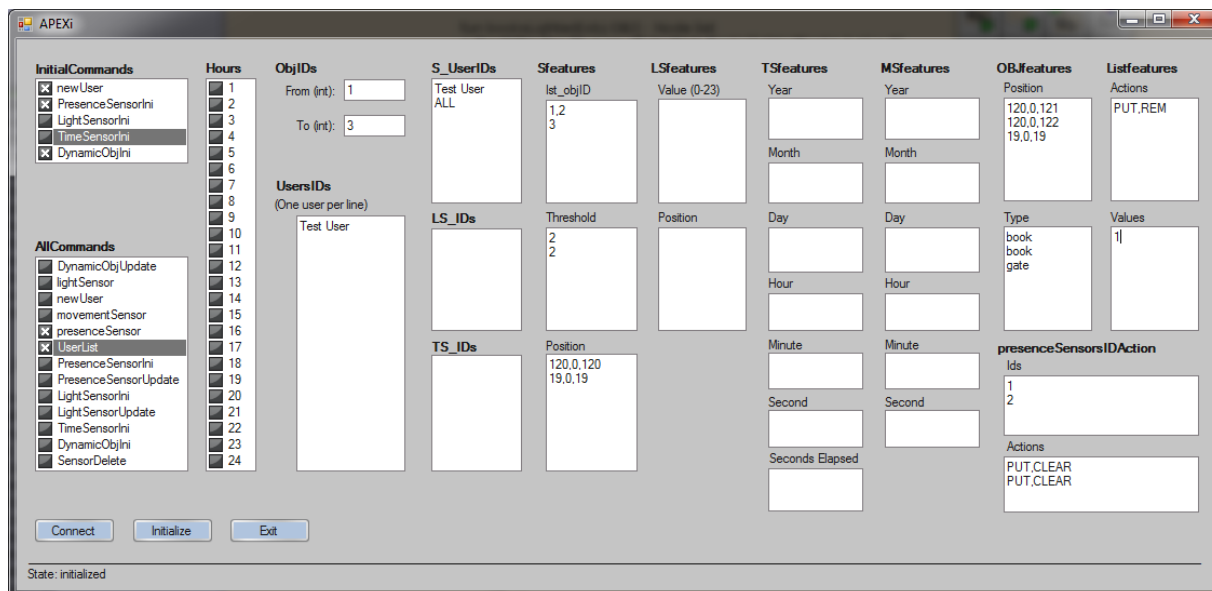 APEXi
InitialCommands
newUser
PresenceSensorIni
LightSensorIni
TimeSensorIni
DynamicObjIni
AllCommands
DynamicObjUpdate
lightSensor
newUser
movementSensor
presenceSensor
UserList
PresenceSensorIni
PresenceSensorUpdate
LightSensorIni
LightSensorUpdate
TimeSensorIni
DynamicObjIni
SensorDelete
Hours
1
2
3
4
5
6
7
8
9
10
11
12
13
14
15
16
17
18
19
20
21
22
23
24
ObjIDs
From (int): 1
To (int): 3
UsersIDs
(One user per line)
Test User
S_UserIDs
Test User
ALL
LS_IDs
TS_IDs
Sfeatures
lst_objID
1,2
3
Threshold
2
2
Position
120,0,120
19,0,19
LSfeatures
Value (0-23)
Position
TSfeatures
Year
Month
Day
Hour
Minute
Second
Seconds Elapsed
MSfeatures
Year
Month
Day
Hour
Minute
Second
OBJfeatures
Position
120,0,121
120,0,122
19,0,19
Type
book
book
gate
Listfeatures
Actions
PUT,REM
Values
1
presenceSensorsIDAction
Ids
1
2
Actions
PUT,CLEAR
PUT,CLEAR
Connect
Initialize
Exit
State: initialized